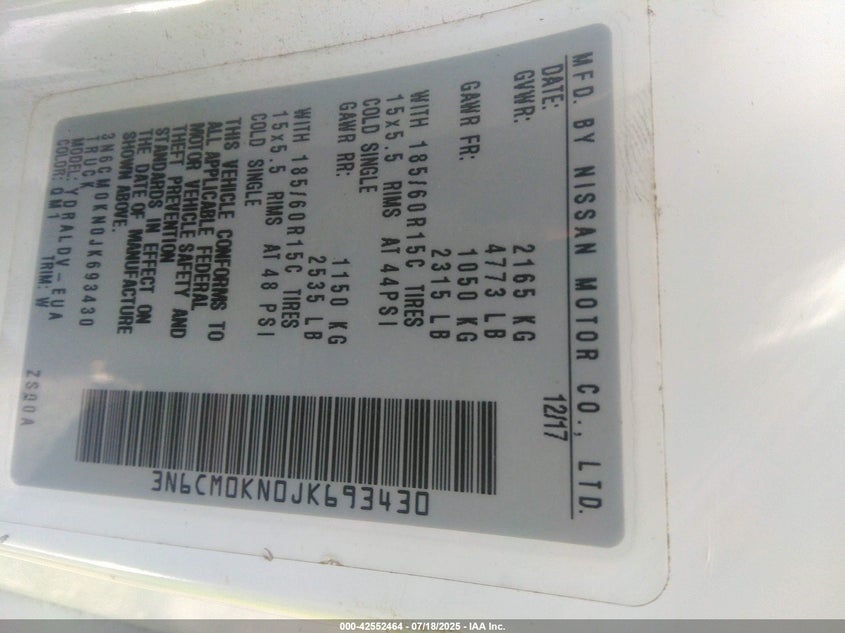 MFD. BY NISSAN MOTOR CO., LTD.
DATE: 12/17
GVWR: 2165 KG
4773 LB
GAWR FR: 1050 KG
2315 LB
WITH 185/60R15C TIRES
15x5.5 RIMS AT 44PSI
COLD SINGLE
GAWR RR: 1150 KG
2535 LB
WITH 185/60R15C TIRES
15x5.5 RIMS AT 48 PSI
COLD SINGLE
THIS VEHICLE CONFORMS TO
ALL APPLICABLE FEDERAL
MOTOR VEHICLE SAFETY AND
THEFT PREVENTION
STANDARDS IN EFFECT ON
THE DATE OF MANUFACTURE
SHOWN ABOVE.
3N6CM0KN0JK693430
TRUCK
MODEL: YDRALDV-EUA
COLOR: QM1 TRIM: W
ZSQ0A
3N6CM0KN0JK693430
000-42552464 - 07/18/2025 - IAA Inc.